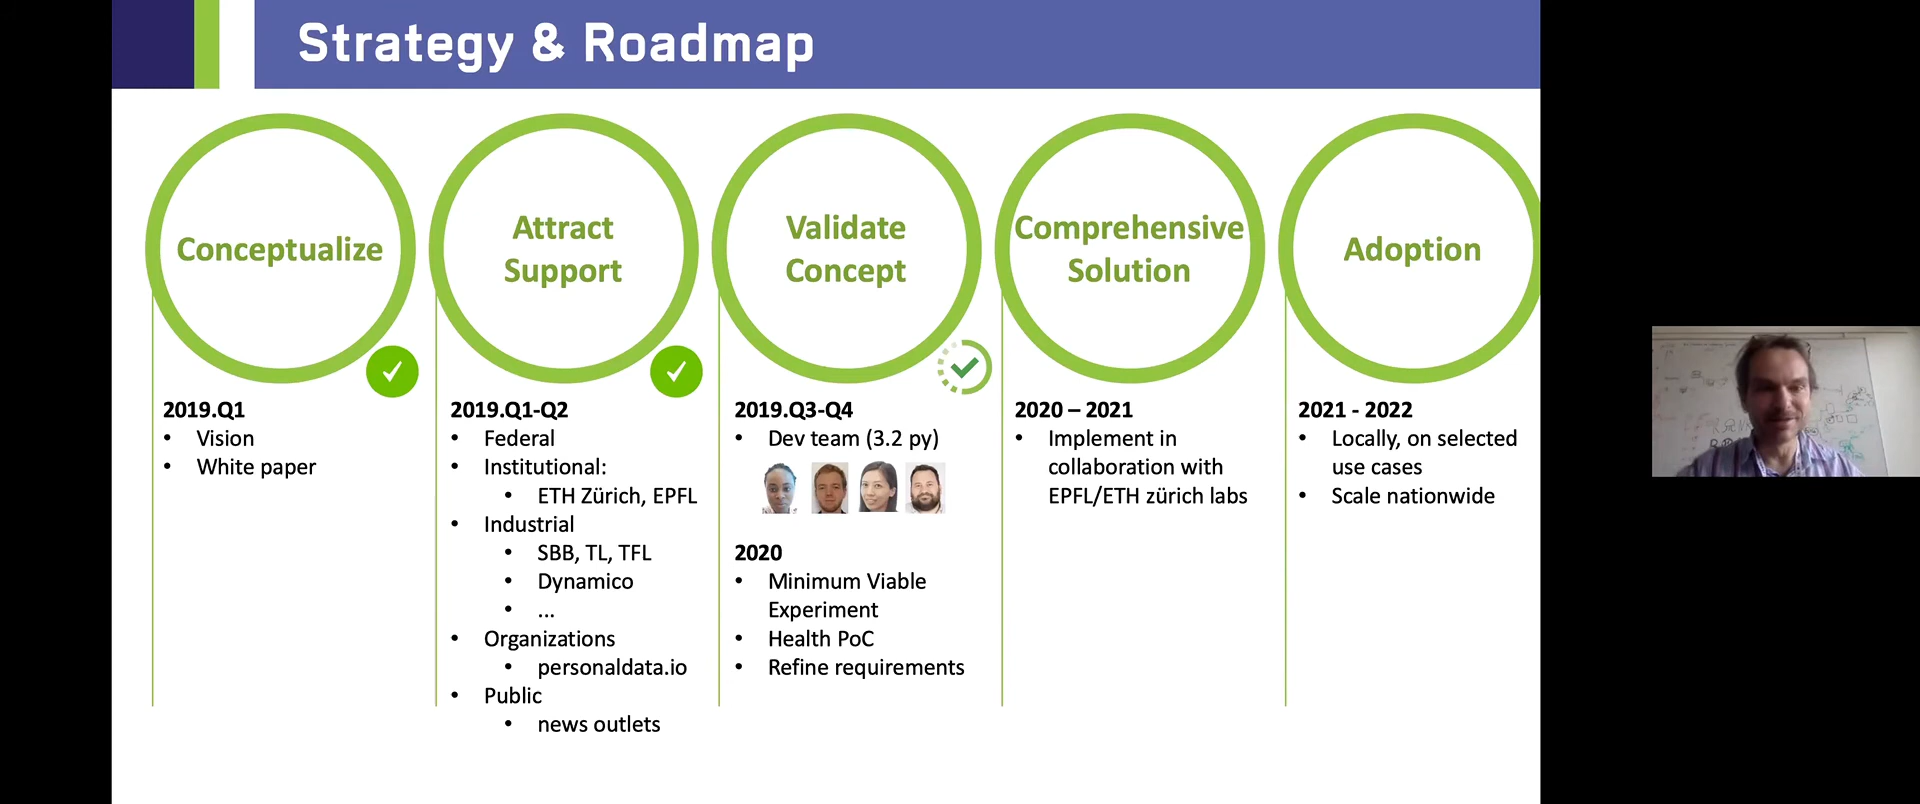 Strategy & Roadmap
Conceptualize
2019.Q1
• Vision
• White paper
Attract
Support
2019.Q1-Q2
• Federal
• Institutional:
• ETH Zürich, EPFL
• Industrial
• SBB, TL, TFL
• Dynamico
• ...
• Organizations
• personaldata.io
• Public
• news outlets
Validate
Concept
2019.Q3-Q4
• Dev team (3.2 py)
2020
• Minimum Viable
Experiment
• Health PoC
• Refine requirements
Comprehensive
Solution
2020 – 2021
• Implement in
collaboration with
EPFL/ETH zürich labs
Adoption
2021 - 2022
• Locally, on selected
use cases
• Scale nationwide